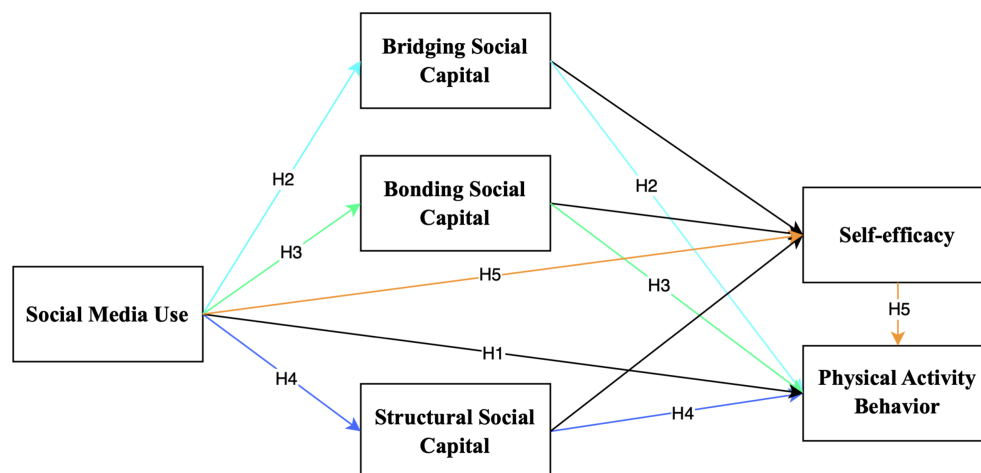 Bridging Social
Capital
H2
H2
Bonding Social
Capital
H3
Self-efficacy
H5
H3
H5
Social Media Use
H1
H4
Physical Activity
Behavior
Structural Social
Capital
H4